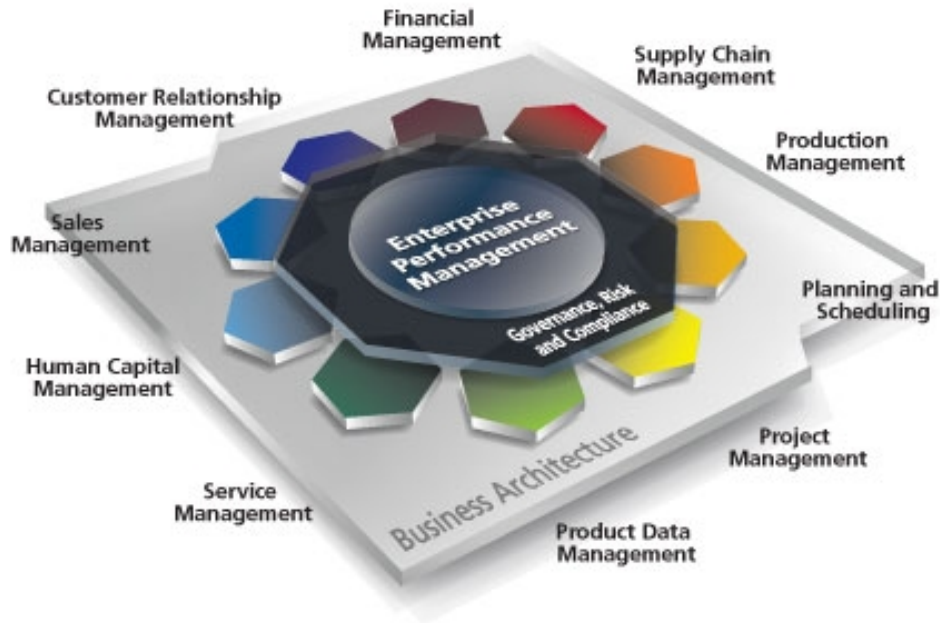 Financial
Management
Supply Chain
Management
Customer Relationship
Management
Production
Management
Sales
Management
Enterprise
Performance
Management
Planning and
Scheduling
Governance, Risk
and Compliance
Human Capital
Management
Project
Management
Business Architecture
Service
Management
Product Data
Management